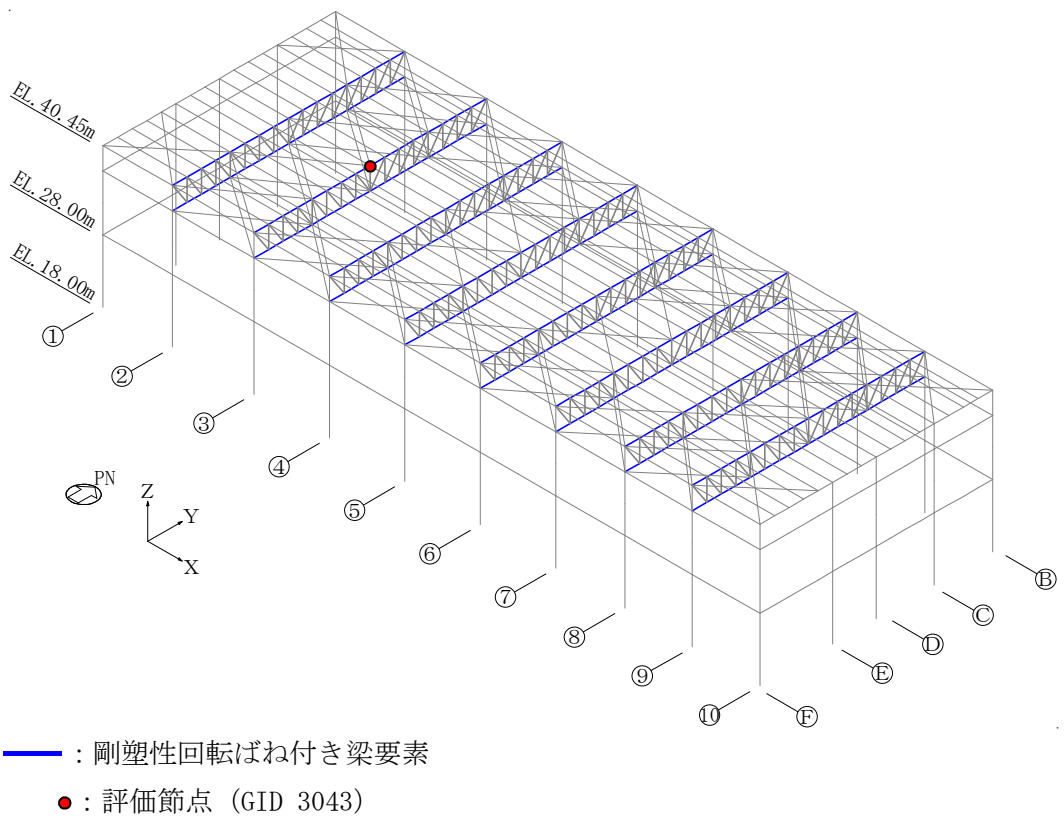 EL.40.45m
EL.28.00m
EL.18.00m
①
②
③
④
⑤
⑥
⑦
⑧
⑨
⑩
Ⓕ
Ⓔ
Ⓓ
Ⓒ
Ⓑ
PN
Z
Y
X
：剛塑性回転ばね付き梁要素
：評価節点 (GID 3043)